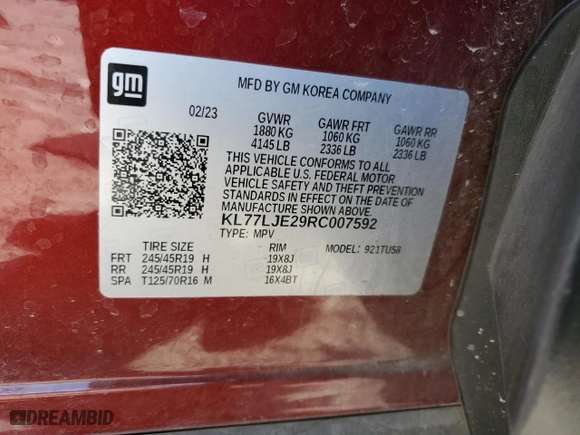 gm
MFD BY GM KOREA COMPANY
02/23 GVWR GAWR FRT GAWR RR
1880 KG 1060 KG 1060 KG
4145 LB 2336 LB 2336 LB
THIS VEHICLE CONFORMS TO ALL
APPLICABLE U.S. FEDERAL MOTOR
VEHICLE SAFETY AND THEFT PREVENTION
STANDARDS IN EFFECT ON THE DATE OF
MANUFACTURE SHOWN ABOVE.
KL77LJE29RC007592
TYPE: MPV MODEL: 921TU58
TIRE SIZE RIM
FRT 245/45R19 H 19X8J
RR 245/45R19 H 19X8J
SPA T125/70R16 M 16X4BT
DREAMBID